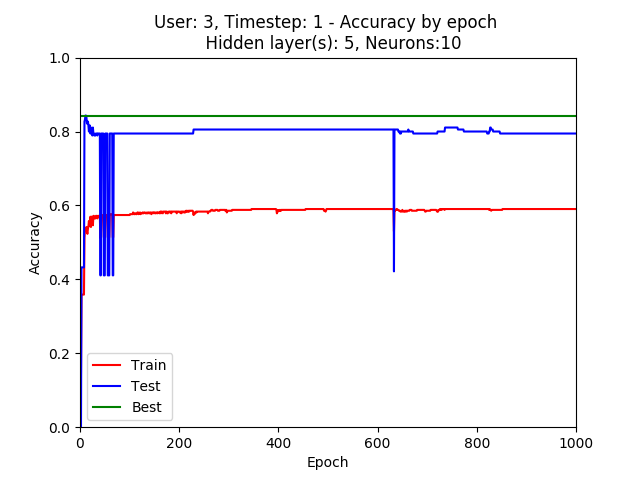 User: 3, Timestep: 1 - Accuracy by epoch
Hidden layer(s): 5, Neurons:10
1.0
0.8
0.6
0.4
0.2
0.0
Accuracy
Train
Test
Best
0
200
400
600
800
1000
Epoch